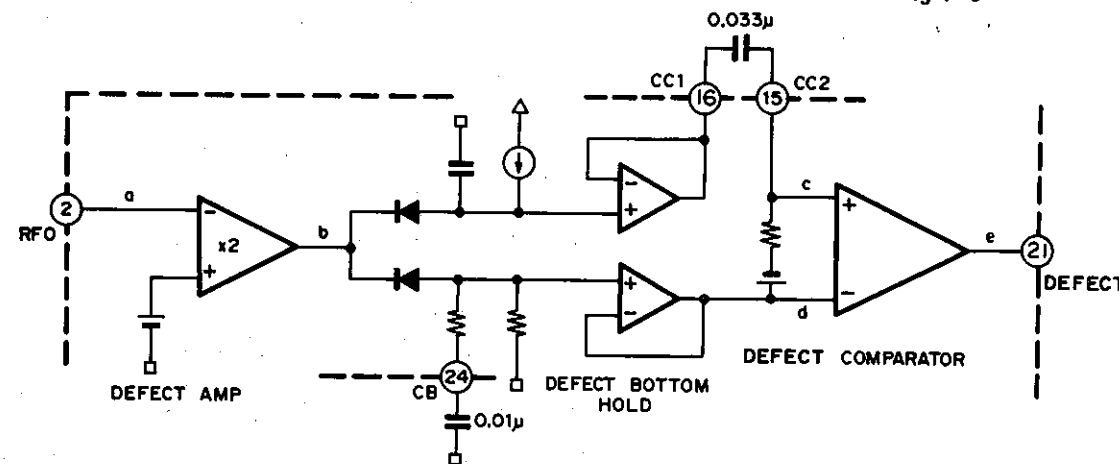 0.033µ
CC1
16
15
CC2
2
a
RFO
-
x2
+
b
-
+
c
+
e
21
DEFECT
+
-
d
-
DEFECT AMP
CB
24
0.01µ
DEFECT BOTTOM
HOLD
DEFECT COMPARATOR